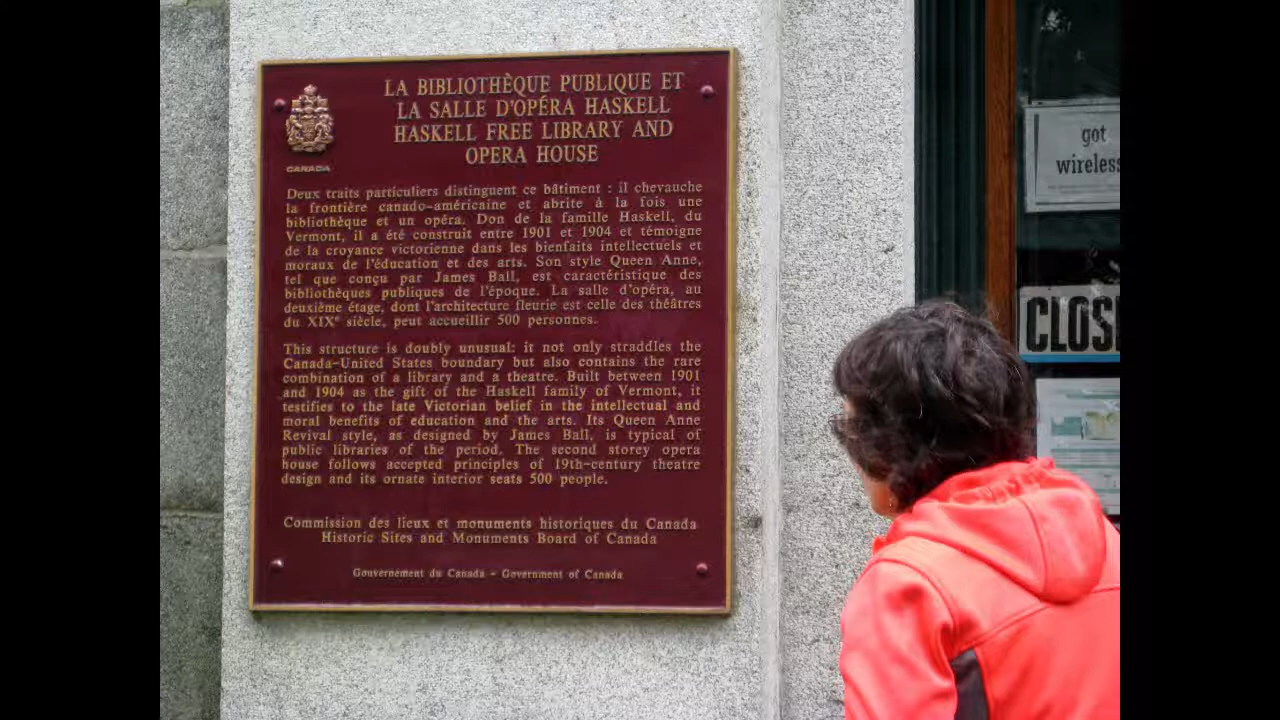 LA BIBLIOTHÈQUE PUBLIQUE ET
LA SALLE D'OPÉRA HASKELL
HASKELL FREE LIBRARY AND
OPERA HOUSE
CANADA
Deux traits particuliers distinguent ce bâtiment : il chevauche
la frontière canado-américaine et abrite à la fois une
bibliothèque et un opéra. Don de la famille Haskell, du
Vermont, il a été construit entre 1901 et 1904 et témoigne
de la croyance victorienne dans les bienfaits intellectuels et
moraux de l'éducation et des arts. Son style Queen Anne,
tel que conçu par James Ball, est caractéristique des
bibliothèques publiques de l'époque. La salle d'opéra, au
deuxième étage, dont l'architecture fleurie est celle des théâtres
du XIXe siècle, peut accueillir 500 personnes.
This structure is doubly unusual: it not only straddles the
Canada-United States boundary but also contains the rare
combination of a library and a theatre. Built between 1901
and 1904 as the gift of the Haskell family of Vermont, it
testifies to the late Victorian belief in the intellectual and
moral benefits of education and the arts. Its Queen Anne
Revival style, as designed by James Ball, is typical of
public libraries of the period. The second storey opera
house follows accepted principles of 19th-century theatre
design and its ornate interior seats 500 people.
Commission des lieux et monuments historiques du Canada
Historic Sites and Monuments Board of Canada
Gouvernement du Canada - Government of Canada
got
wireless
CLOS